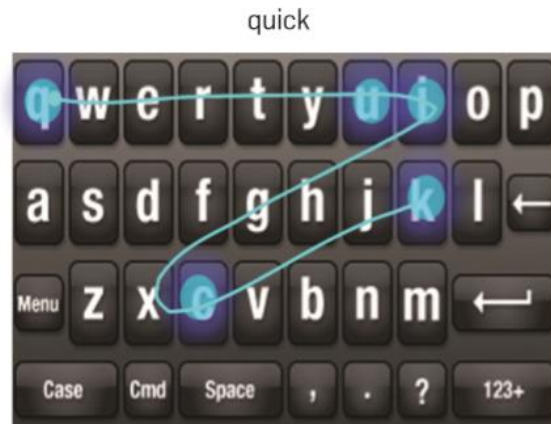 quick
q w e r t y u i o p
a s d f g h j k l ←
Menu z x c v b n m
Case Cmd Space , . ? 123+